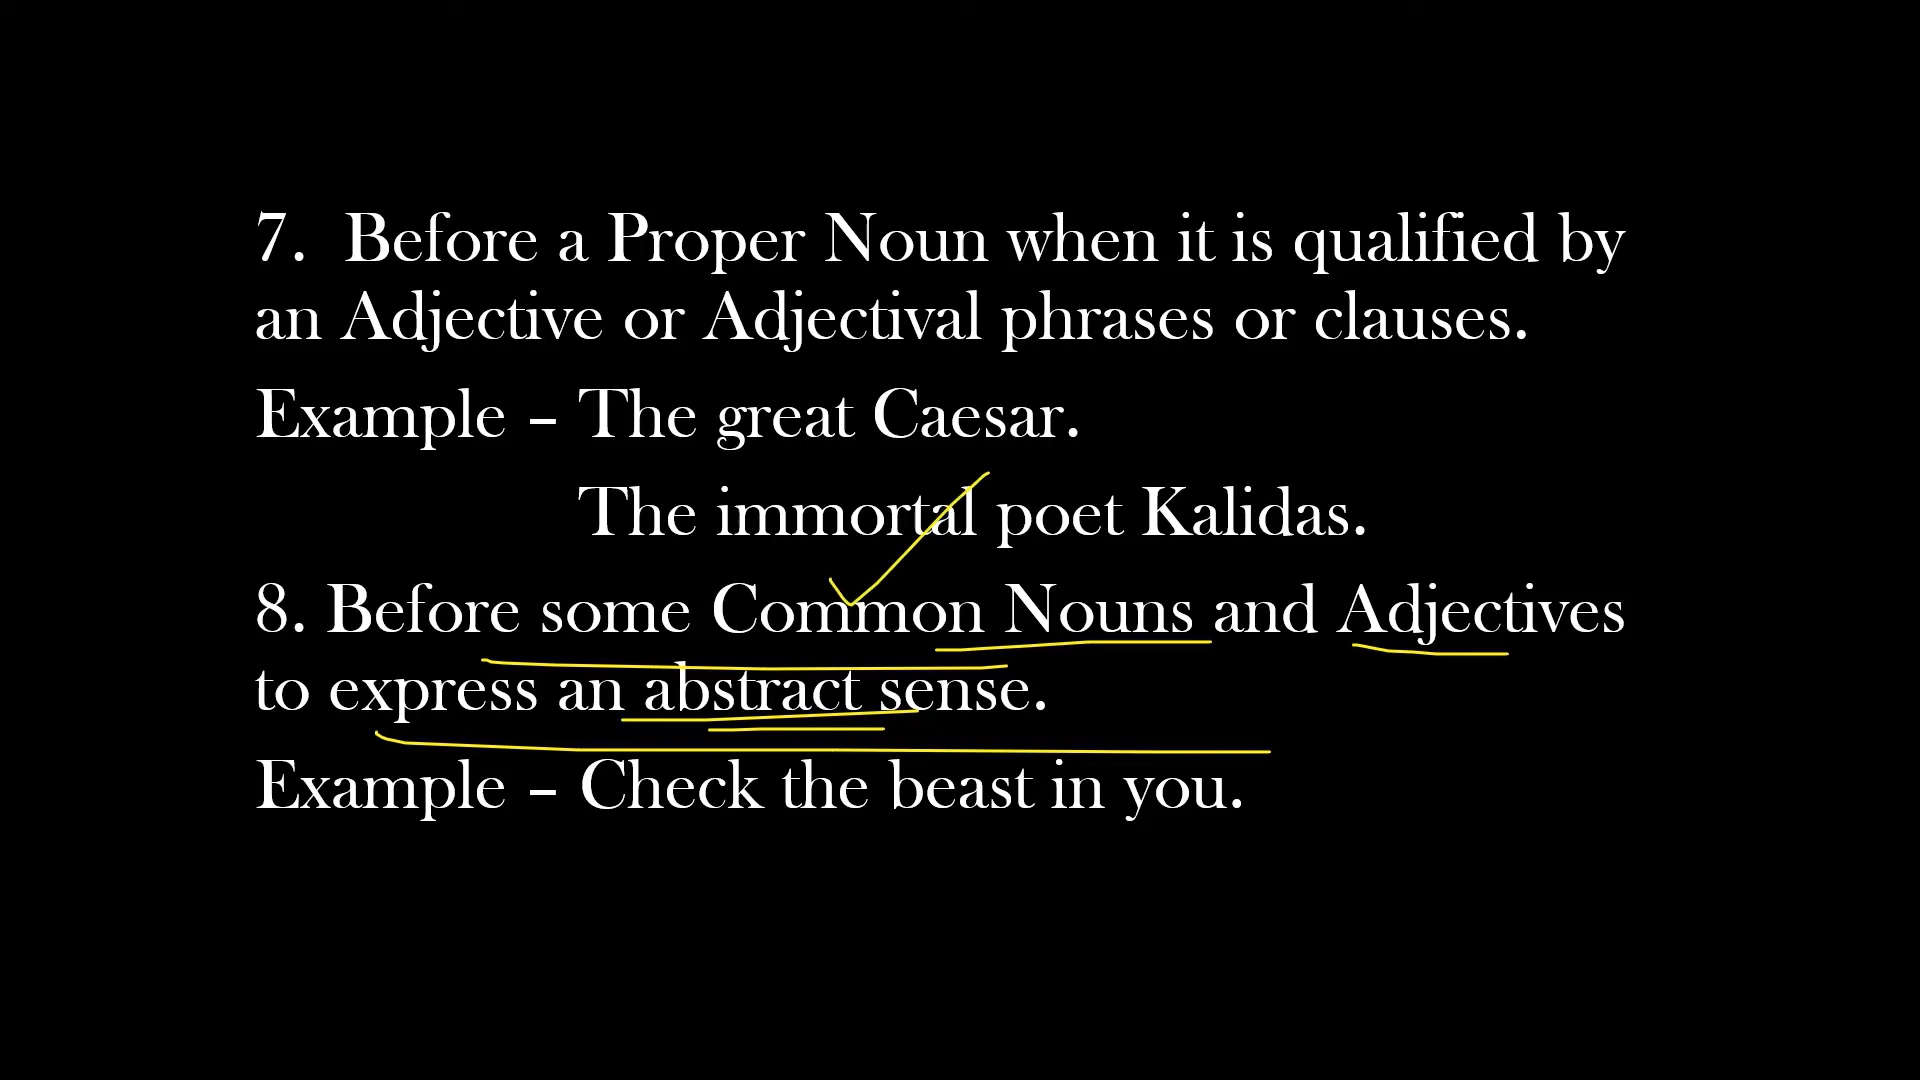 7. Before a Proper Noun when it is qualified by
an Adjective or Adjectival phrases or clauses.
Example – The great Caesar.
The immortal poet Kalidas.
8. Before some Common Nouns and Adjectives
to express an abstract sense.
Example – Check the beast in you.